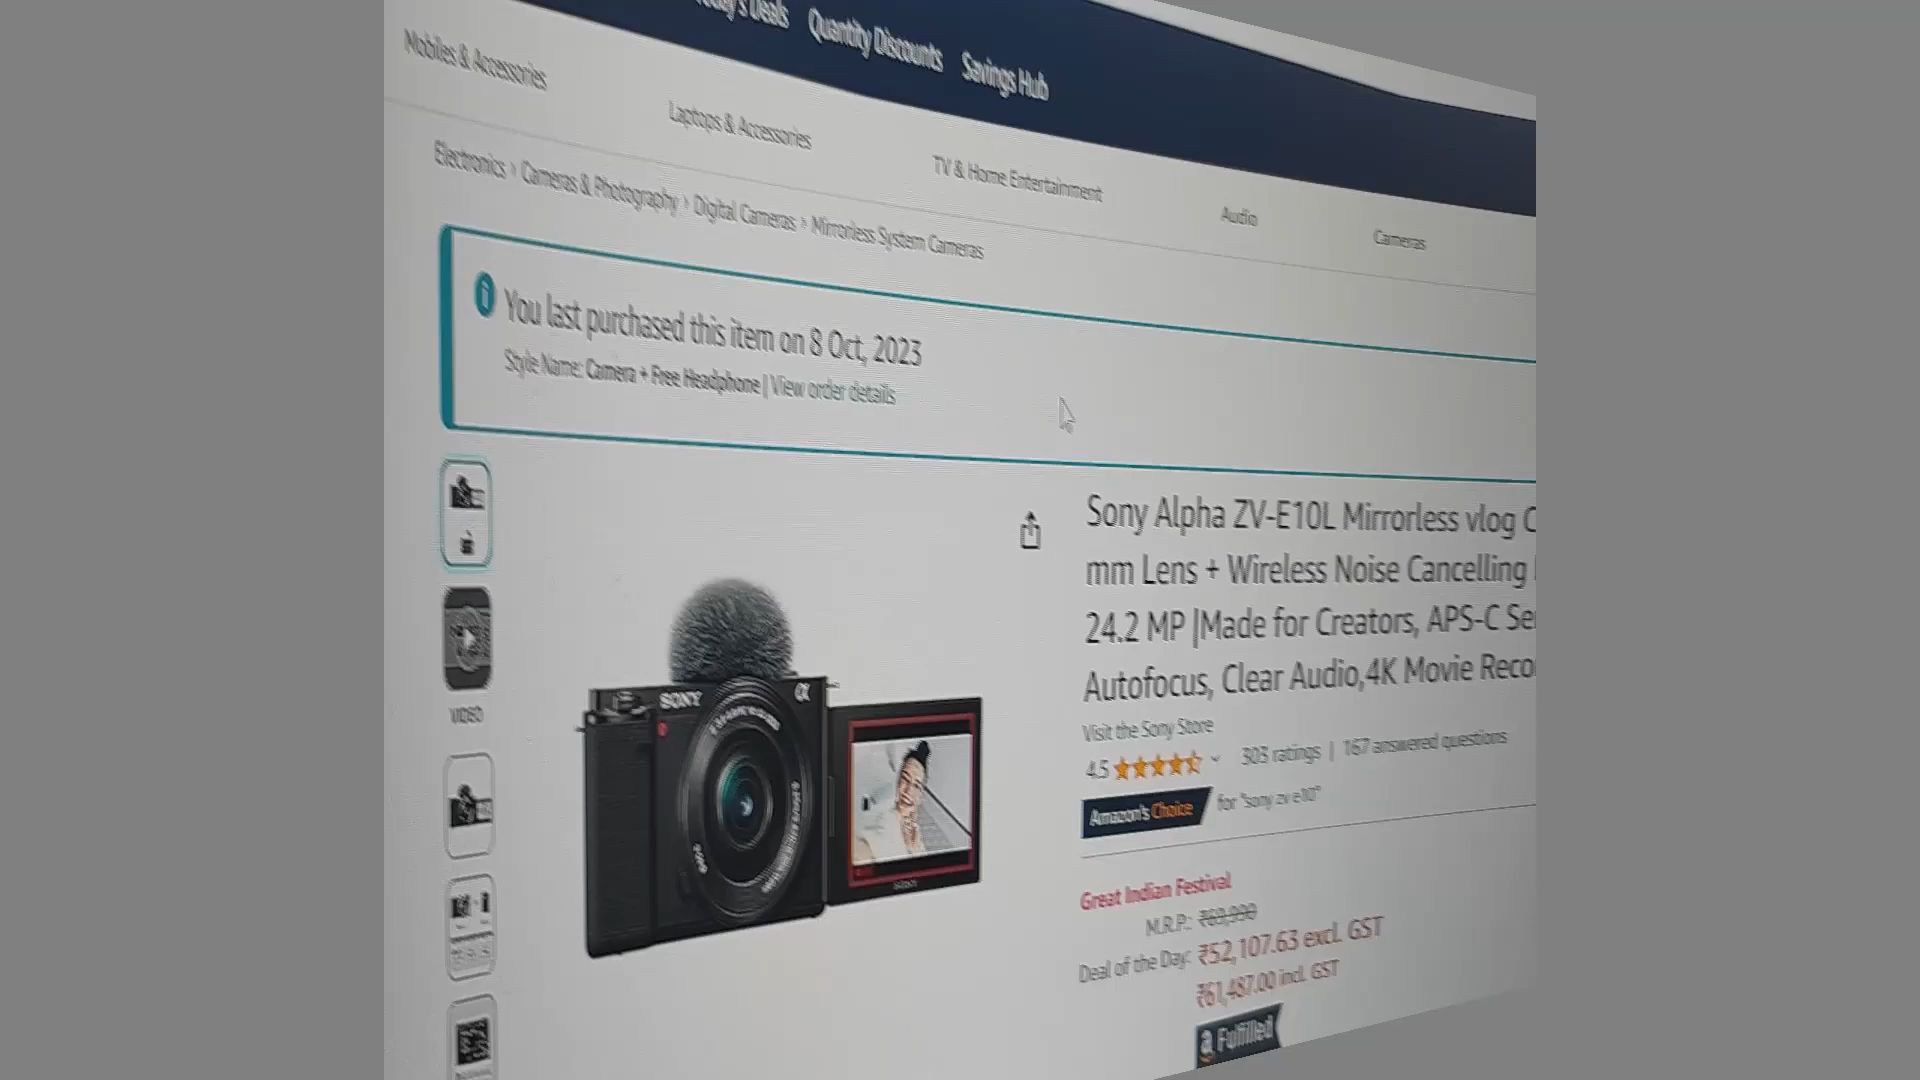 Today's Deals Quantity Discounts Savings Hub
Mobiles & Accessories Laptops & Accessories TV & Home Entertainment Audio Cameras
Electronics › Cameras & Photography › Digital Cameras › Mirrorless System Cameras
You last purchased this item on 8 Oct, 2023
Style Name: Camera + Free Headphone | View order details
Sony Alpha ZV-E10L Mirrorless vlog C
mm Lens + Wireless Noise Cancelling
24.2 MP |Made for Creators, APS-C Se
Autofocus, Clear Audio,4K Movie Reco
Visit the Sony Store
4.5 303 ratings | 167 answered questions
Amazon's Choice for "sony zv e10"
Great Indian Festival
M.R.P.: ₹69,990
Deal of the Day: ₹52,107.63 excl. GST
₹61,487.00 incl. GST
a Fulfilled
VIDEO
SONY α